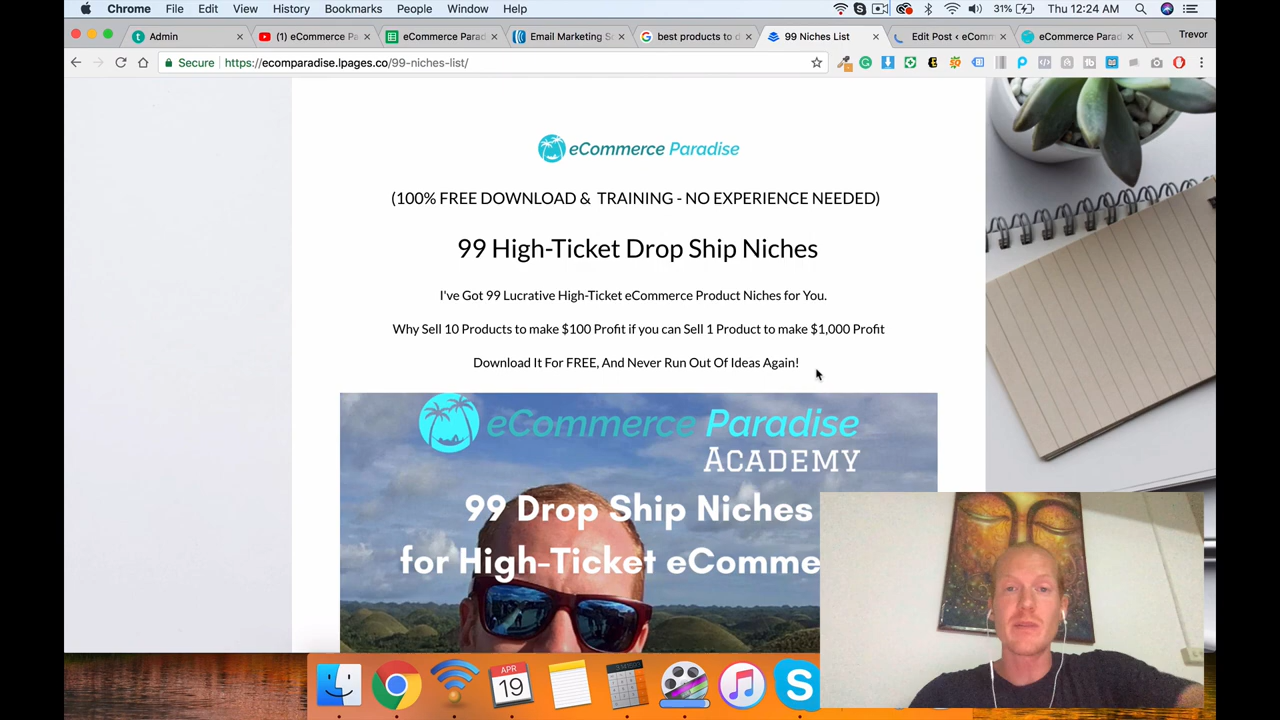 Chrome File Edit View History Bookmarks People Window Help 31% Thu 12:24 AM
Admin (1) eCommerce Pa eCommerce Parad Email Marketing So best products to d 99 Niches List Edit Post ‹ eComm eCommerce Parad Trevor
Secure https://ecomparadise.lpages.co/99-niches-list/
eCommerce Paradise
(100% FREE DOWNLOAD & TRAINING - NO EXPERIENCE NEEDED)
99 High-Ticket Drop Ship Niches
I've Got 99 Lucrative High-Ticket eCommerce Product Niches for You.
Why Sell 10 Products to make $100 Profit if you can Sell 1 Product to make $1,000 Profit
Download It For FREE, And Never Run Out Of Ideas Again!
eCommerce Paradise
ACADEMY
99 Drop Ship Niches
for High-Ticket eComme
APR
19